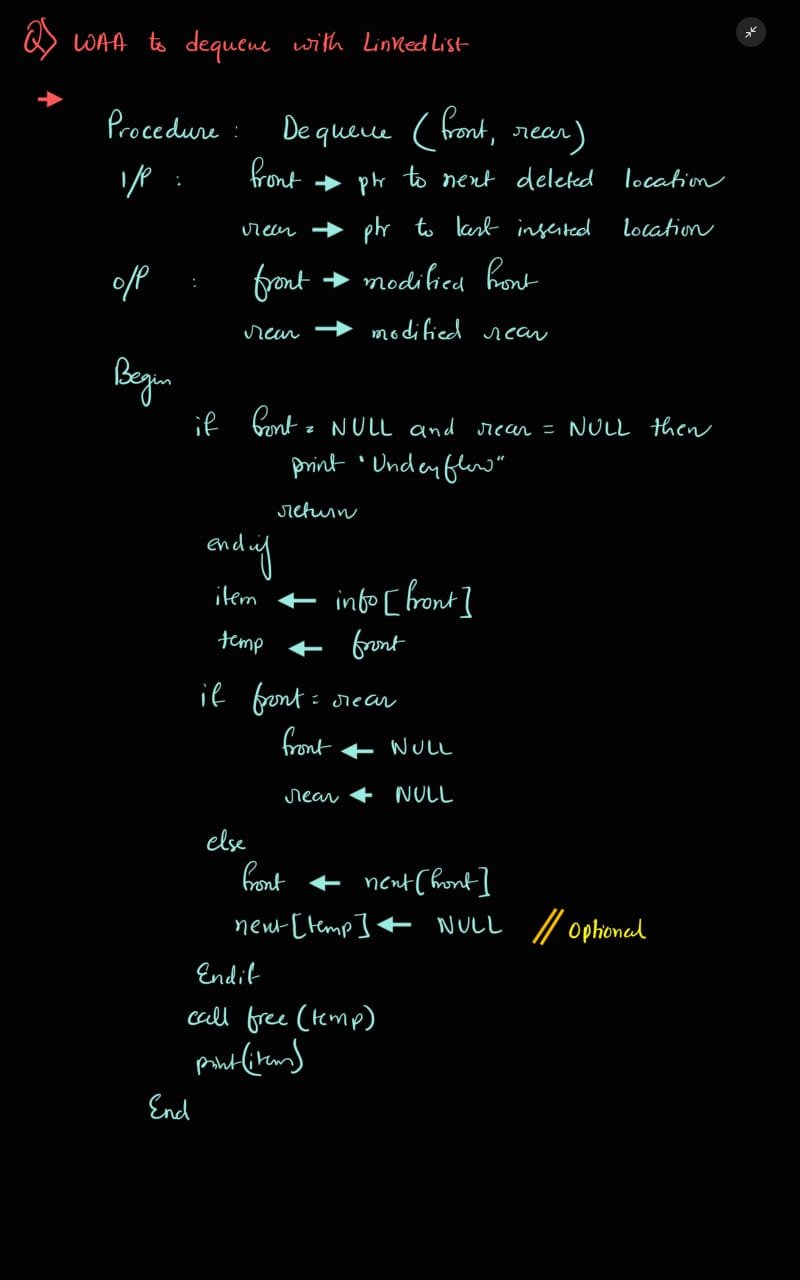 Q) WAA to dequeue with LinkedList
→
Procedure : Dequeue (front, rear)
I/P : front → ptr to next deleted location
rear → ptr to last inserted location
O/P : front → modified front
rear → modified rear
Begin
if front = NULL and rear = NULL then
print "Underflow"
return
endif
item ← info[front]
temp ← front
if front = rear
front ← NULL
rear ← NULL
else
front ← next[front]
next[temp] ← NULL // optional
Endif
call free(temp)
print(item)
End